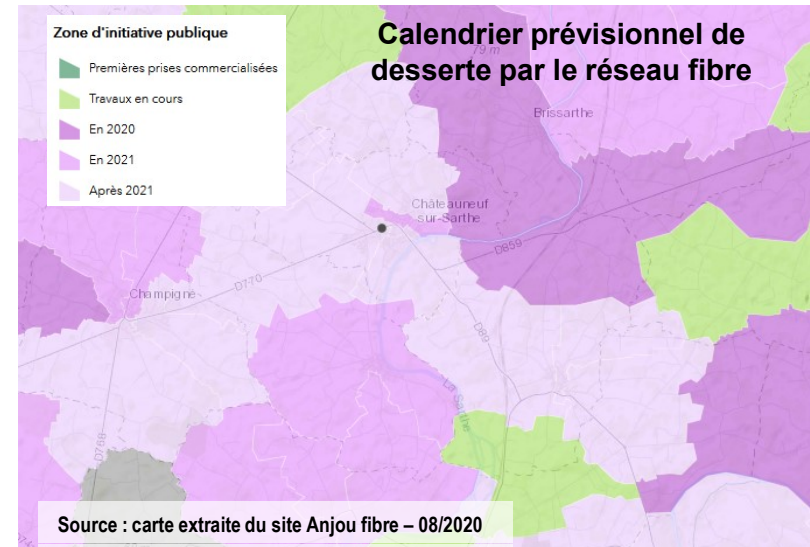 Zone d'initiative publique
Premières prises commercialisées
Travaux en cours
En 2020
En 2021
Après 2021
Calendrier prévisionnel de
desserte par le réseau fibre
79 m
Brissarthe
Châteauneuf
sur-Sarthe
D859
D770
Champigné
D89
La Sarthe
D768
Source : carte extraite du site Anjou fibre – 08/2020